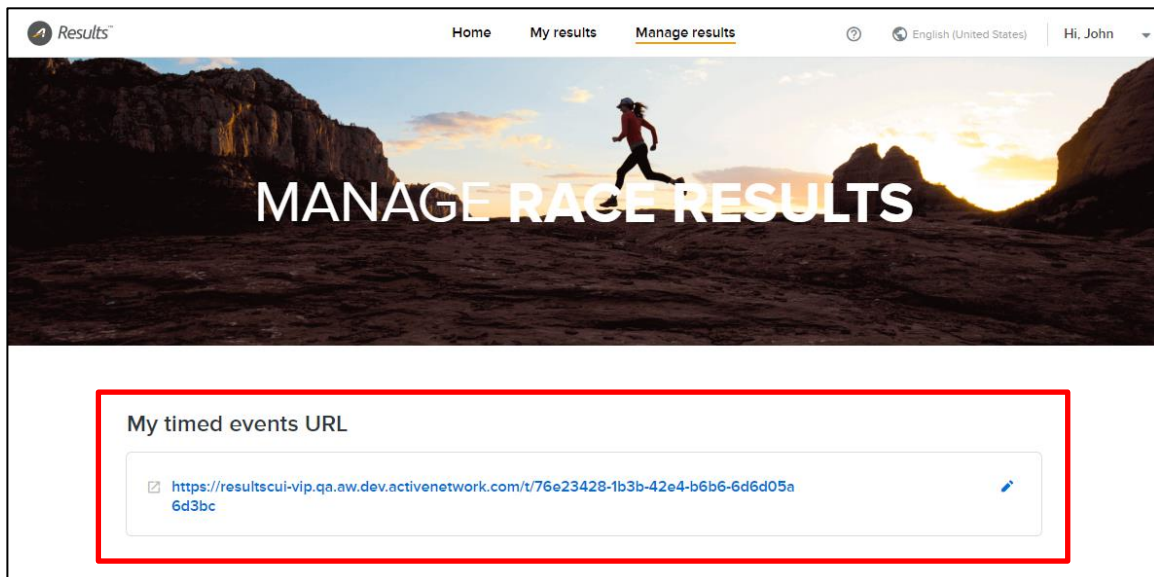 Results™
Home My results Manage results English (United States) Hi, John
MANAGE RACE RESULTS
My timed events URL
https://resultscui-vip.qa.aw.dev.activenetwork.com/t/76e23428-1b3b-42e4-b6b6-6d6d05a
6d3bc